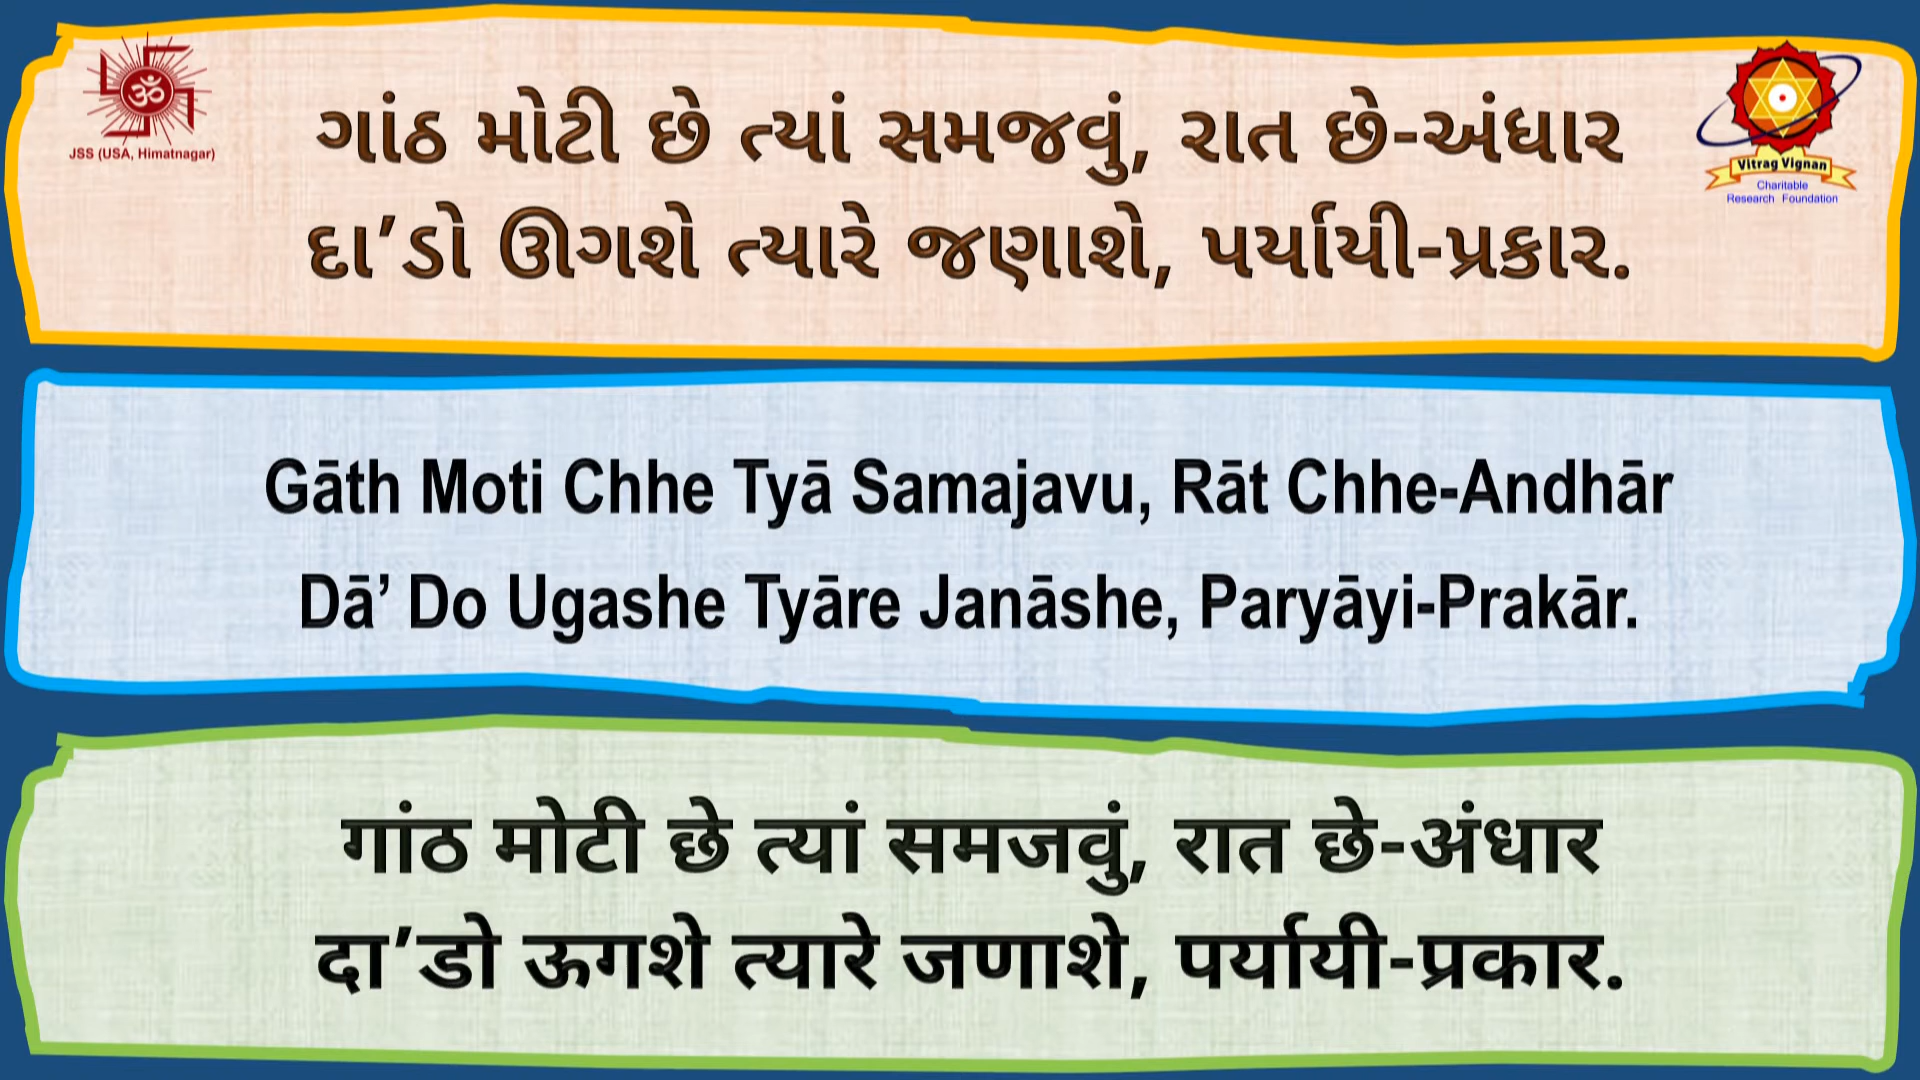 JSS (USA, Himatnagar)
Vitrag Vignan
Charitable
Research Foundation
ગાંઠ મોટી છે ત્યાં સમજવું, રાત છે-અંધાર
દા’ડો ઊગશે ત્યારે જણાશે, પર્યાયી-પ્રકાર.
Gāth Moti Chhe Tyā Samajavu, Rāt Chhe-Andhār
Dā’ Do Ugashe Tyāre Janāshe, Paryāyi-Prakār.
गांठ मोटी छे त्यां समजवुं, रात छे-अंधार
दा’डो ऊगशे त्यारे जणाशे, पर्यायी-प्रकार.